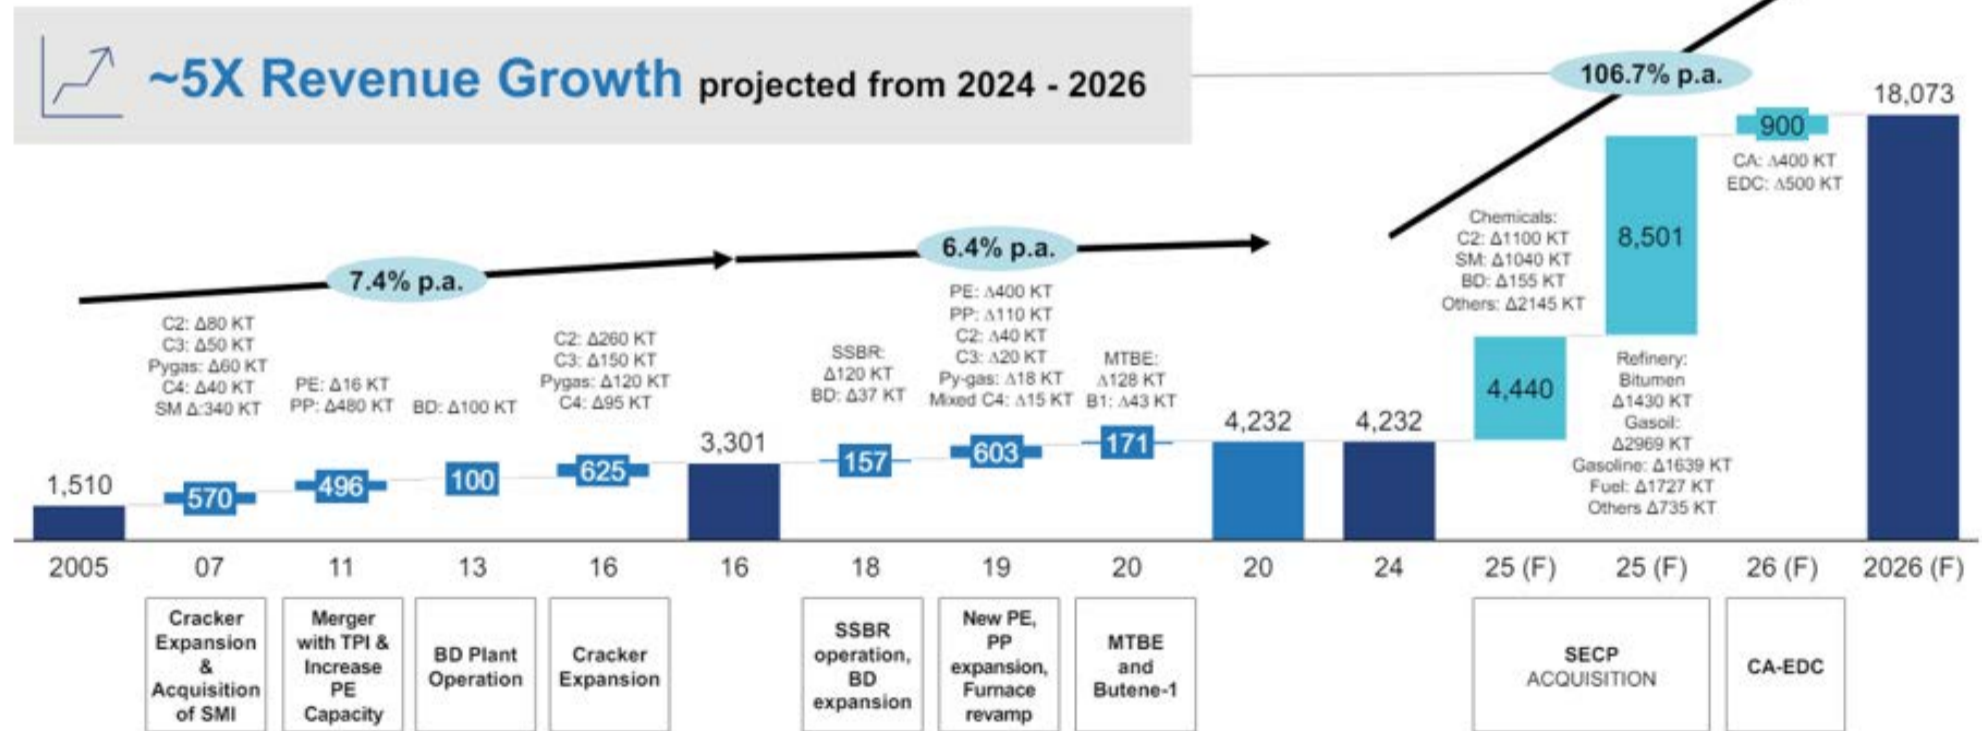 ~5X Revenue Growth projected from 2024 - 2026
7.4% p.a.
6.4% p.a.
106.7% p.a.
1,510
C2: Δ80 KT
C3: Δ50 KT
Pygas: Δ60 KT
C4: Δ40 KT
SM Δ:340 KT
570
PE: Δ16 KT
PP: Δ480 KT
496
BD: Δ100 KT
100
C2: Δ260 KT
C3: Δ150 KT
Pygas: Δ120 KT
C4: Δ95 KT
625
3,301
SSBR:
Δ120 KT
BD: Δ37 KT
157
PE: Δ400 KT
PP: Δ110 KT
C2: Δ40 KT
C3: Δ20 KT
Py-gas: Δ18 KT
Mixed C4: Δ15 KT
603
MTBE:
Δ128 KT
B1: Δ43 KT
171
4,232
4,232
Chemicals:
C2: Δ1100 KT
SM: Δ1040 KT
BD: Δ155 KT
Others: Δ2145 KT
4,440
8,501
Refinery:
Bitumen
Δ1430 KT
Gasoil:
Δ2969 KT
Gasoline: Δ1639 KT
Fuel: Δ1727 KT
Others Δ735 KT
900
CA: Δ400 KT
EDC: Δ500 KT
18,073
2005 07 11 13 16 16 18 19 20 20 24 25 (F) 25 (F) 26 (F) 2026 (F)
Cracker
Expansion
&
Acquisition
of SMI
Merger
with TPI &
Increase
PE
Capacity
BD Plant
Operation
Cracker
Expansion
SSBR
operation,
BD
expansion
New PE,
PP
expansion,
Furnace
revamp
MTBE
and
Butene-1
SECP
ACQUISITION
CA-EDC